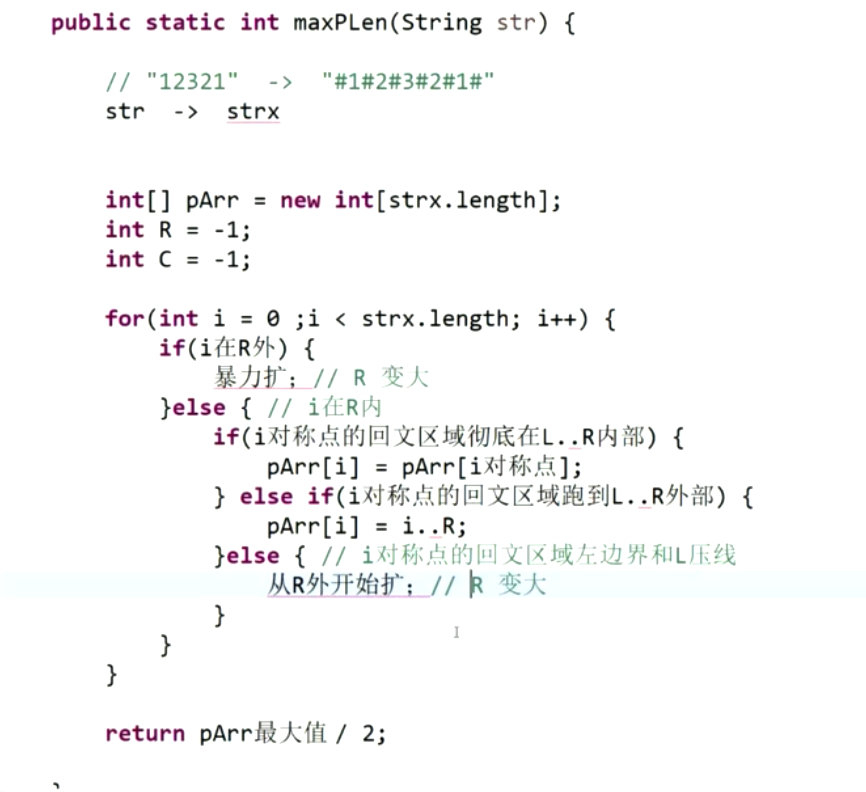 public static int maxPLen(String str) {
// "12321" -> "#1#2#3#2#1#"
str -> strx
int[] pArr = new int[strx.length];
int R = -1;
int C = -1;
for(int i = 0 ;i < strx.length; i++) {
if(i在R外) {
暴力扩; // R 变大
}else { // i在R内
if(i对称点的回文区域彻底在L..R内部) {
pArr[i] = pArr[i对称点];
} else if(i对称点的回文区域跑到L..R外部) {
pArr[i] = i..R;
}else { // i对称点的回文区域左边界和L压线
从R外开始扩; // R 变大
}
}
}
return pArr最大值 / 2;